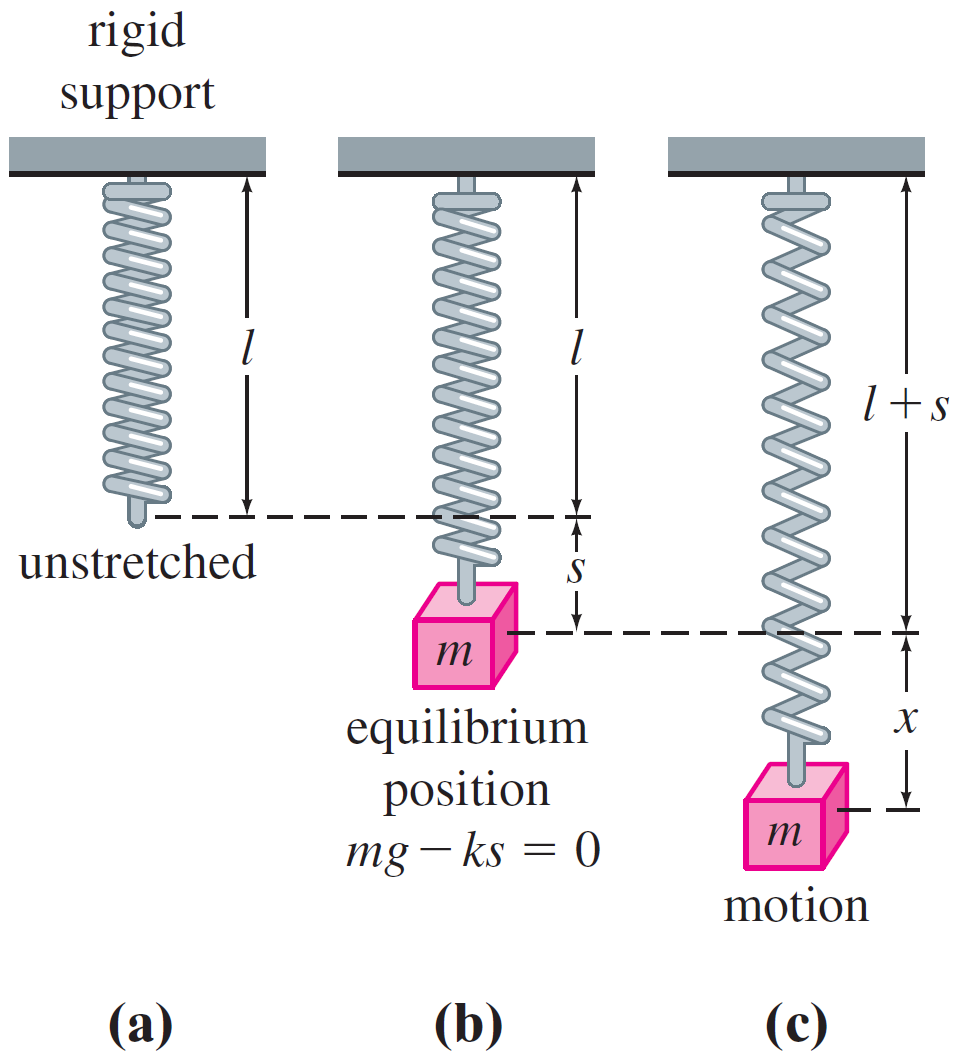 rigid
support
l
l
l + s
unstretched
s
m
x
equilibrium
position
mg − ks = 0
m
motion
(a)
(b)
(c)